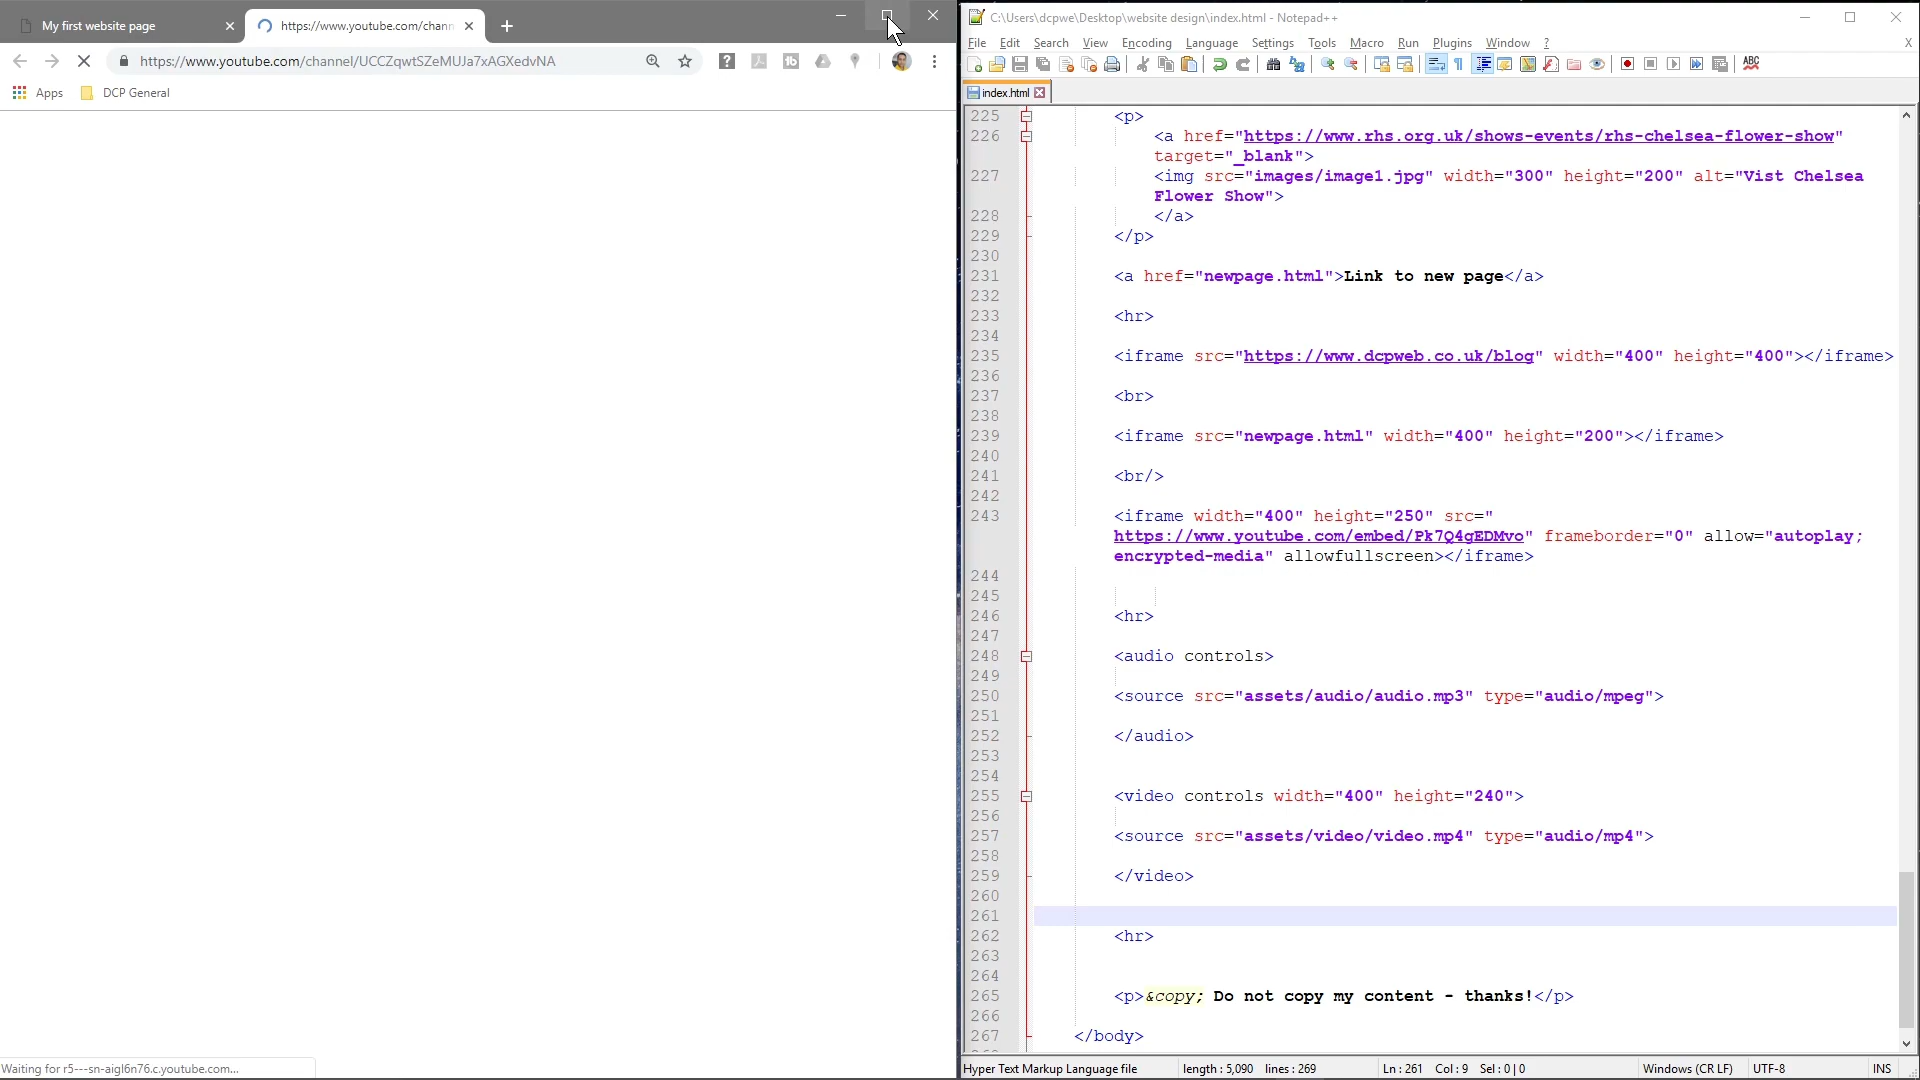 My first website page
https://www.youtube.com/chann
https://www.youtube.com/channel/UCCZqwtSZeMUJa7xAGXedvNA
Apps
DCP General
Waiting for r5---sn-aigl6n76.c.youtube.com...
C:\Users\dcpwe\Desktop\website design\index.html - Notepad++
File Edit Search View Encoding Language Settings Tools Macro Run Plugins Window ? X
index.html
225 <p>
226 <a href="https://www.rhs.org.uk/shows-events/rhs-chelsea-flower-show"
target="_blank">
227 <img src="images/image1.jpg" width="300" height="200" alt="Vist Chelsea
Flower Show">
228 </a>
229 </p>
230
231 <a href="newpage.html">Link to new page</a>
232
233 <hr>
234
235 <iframe src="https://www.dcpweb.co.uk/blog" width="400" height="400"></iframe>
236
237 <br>
238
239 <iframe src="newpage.html" width="400" height="200"></iframe>
240
241 <br/>
242
243 <iframe width="400" height="250" src="
https://www.youtube.com/embed/Pk7Q4gEDMvo" frameborder="0" allow="autoplay;
encrypted-media" allowfullscreen></iframe>
244
245
246 <hr>
247
248 <audio controls>
249
250 <source src="assets/audio/audio.mp3" type="audio/mpeg">
251
252 </audio>
253
254
255 <video controls width="400" height="240">
256
257 <source src="assets/video/video.mp4" type="audio/mp4">
258
259 </video>
260
261
262 <hr>
263
264
265 <p>&copy; Do not copy my content - thanks!</p>
266
267 </body>
Hyper Text Markup Language file length : 5,090 lines : 269 Ln : 261 Col : 9 Sel : 0 | 0 Windows (CR LF) UTF-8 INS